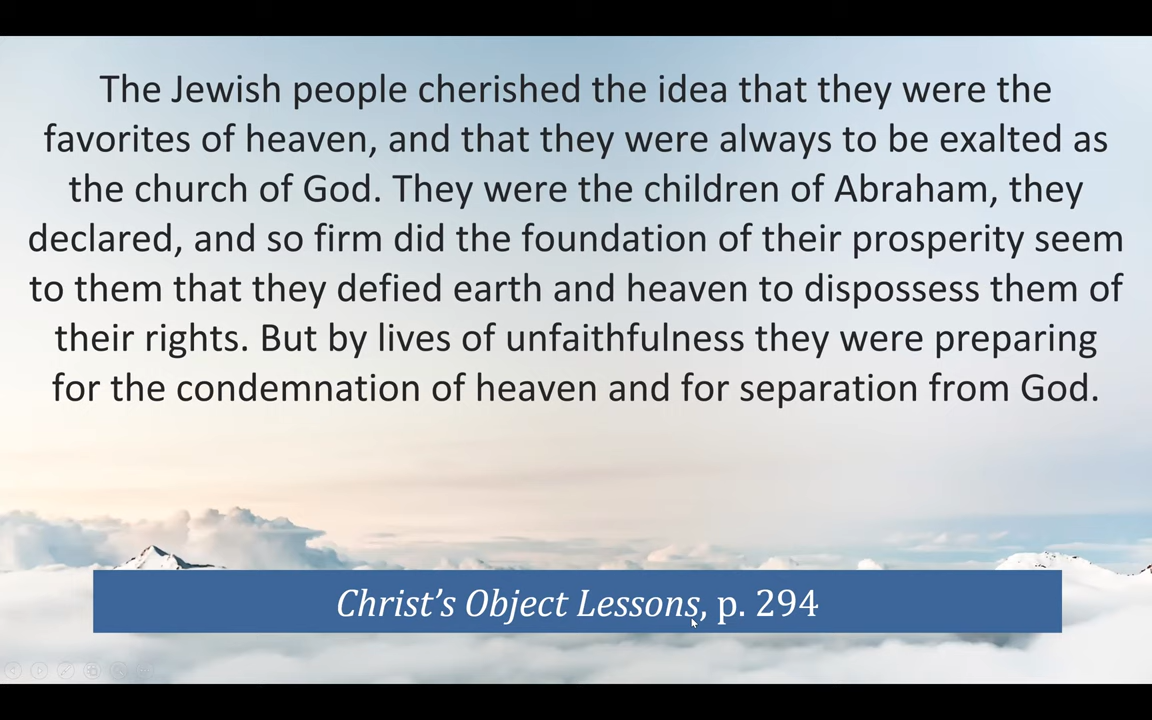 The Jewish people cherished the idea that they were the
favorites of heaven, and that they were always to be exalted as
the church of God. They were the children of Abraham, they
declared, and so firm did the foundation of their prosperity seem
to them that they defied earth and heaven to dispossess them of
their rights. But by lives of unfaithfulness they were preparing
for the condemnation of heaven and for separation from God.
Christ's Object Lessons, p. 294